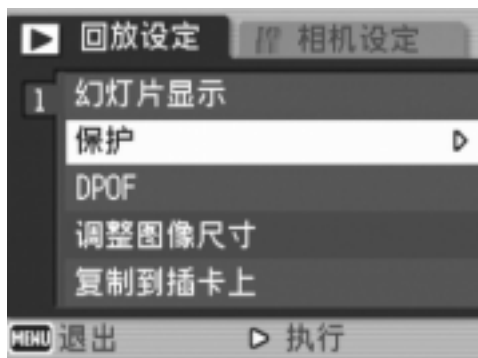 回放设定 相机设定
1 幻灯片显示
保护
DPOF
调整图像尺寸
复制到插卡上
MENU 退出 执行